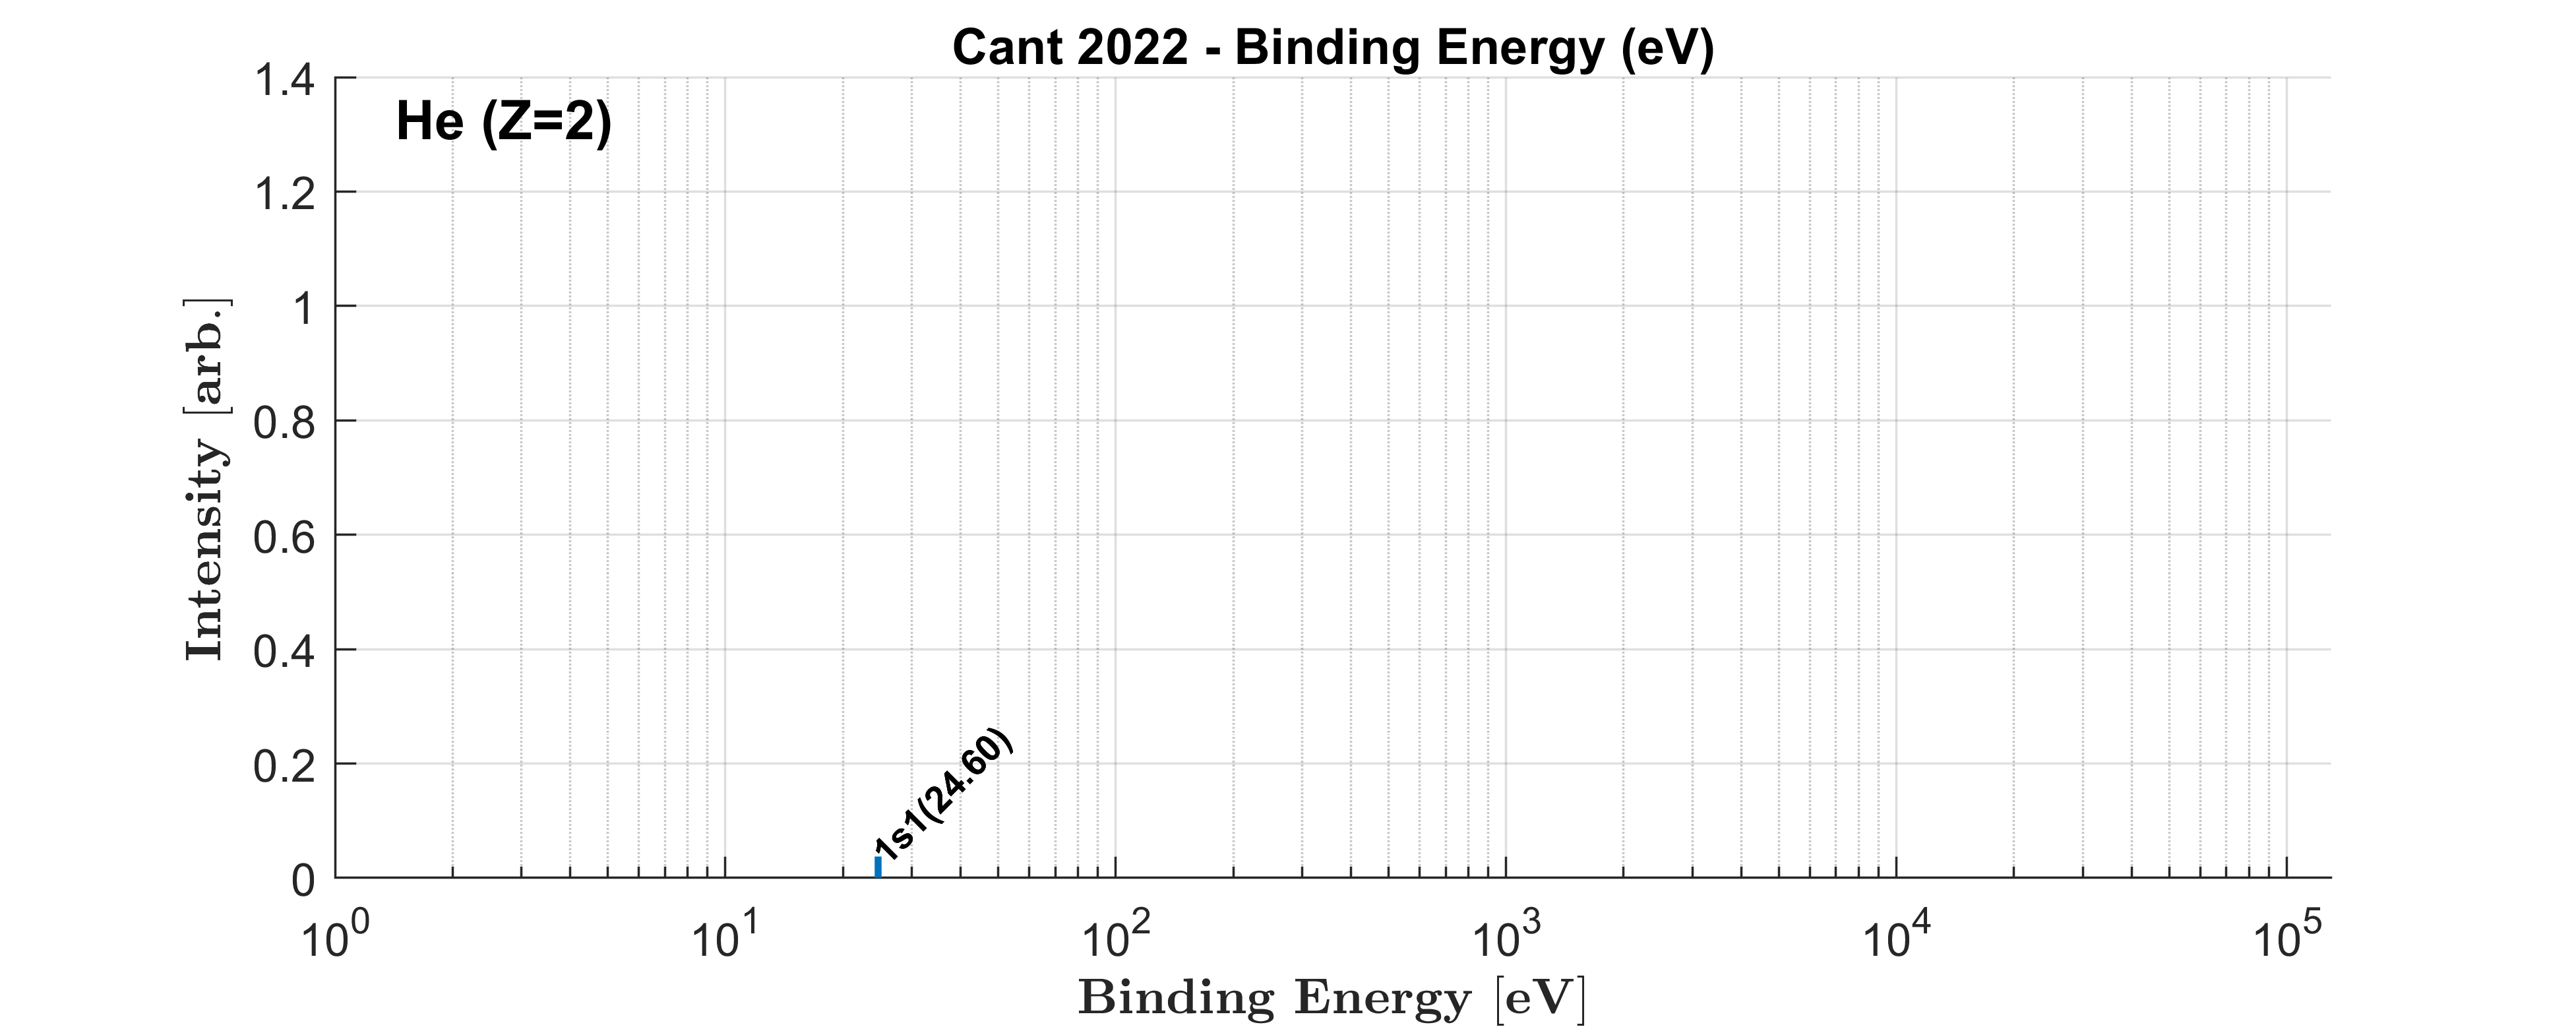 Cant 2022 - Binding Energy (eV)
He (Z=2)
1.4
1.2
1
0.8
0.6
0.4
0.2
0
Intensity [arb.]
1s1(24.60)
10^0 10^1 10^2 10^3 10^4 10^5
Binding Energy [eV]